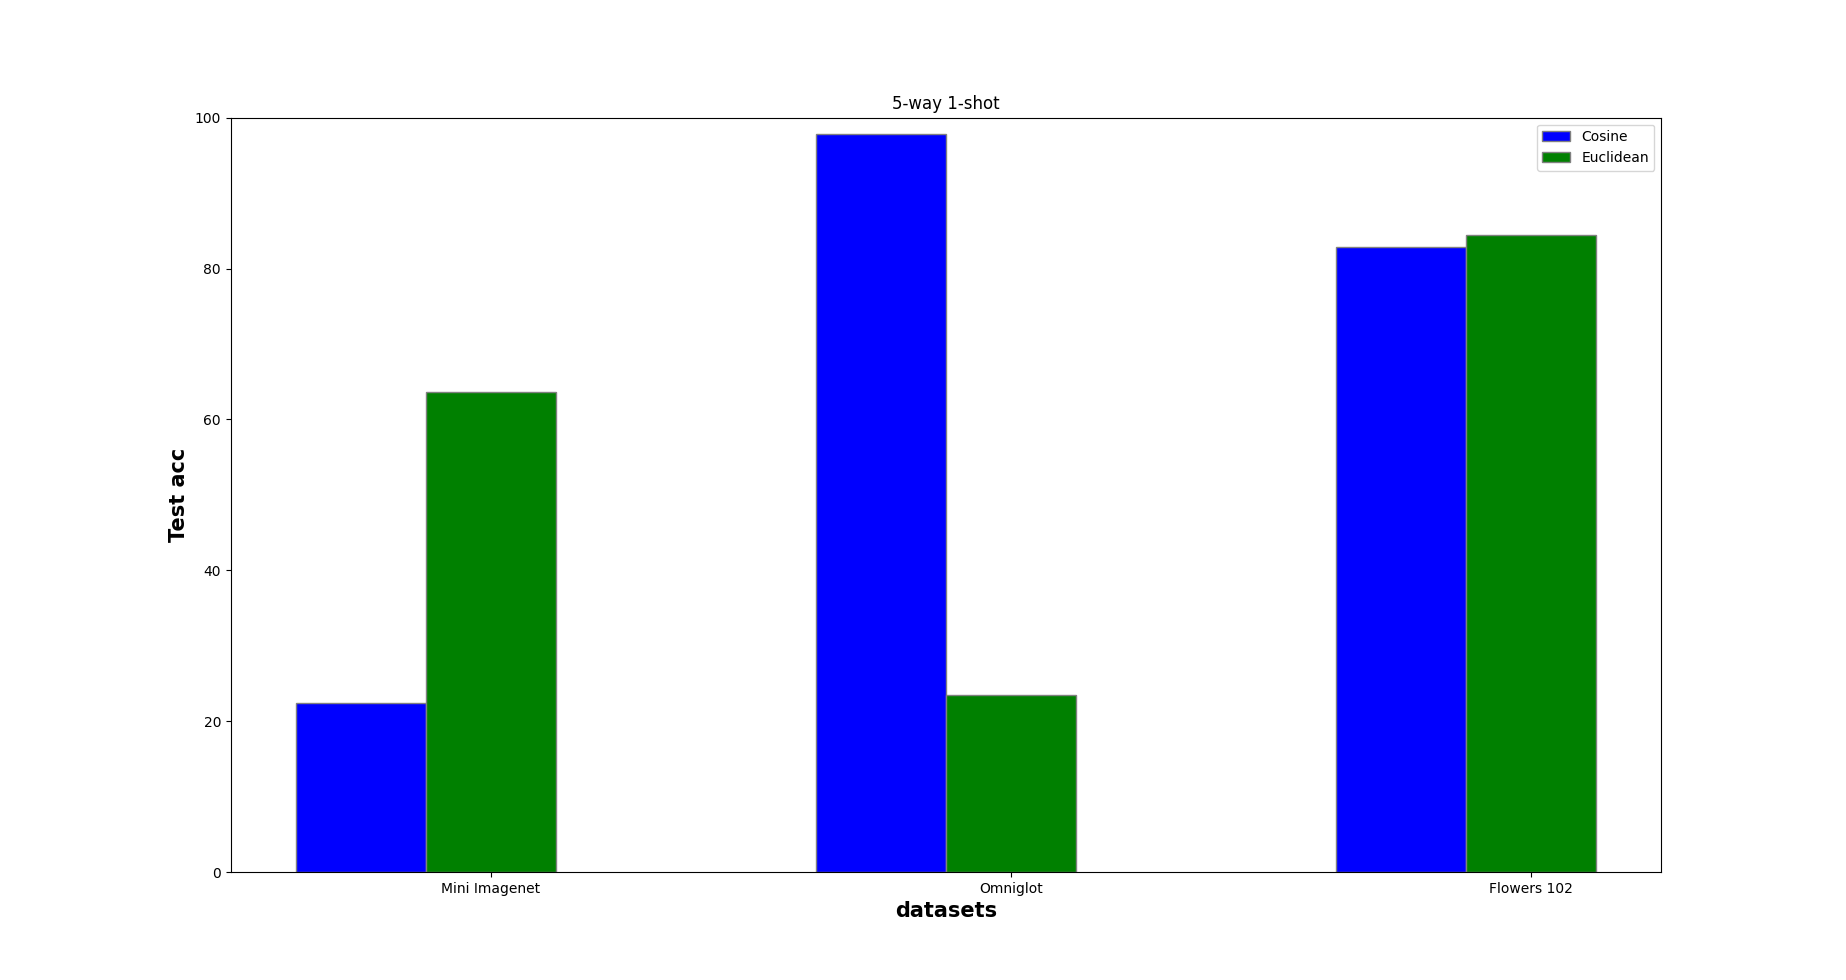 5-way 1-shot
100
80
60
40
20
0
Test acc
Cosine
Euclidean
Mini Imagenet
Omniglot
Flowers 102
datasets